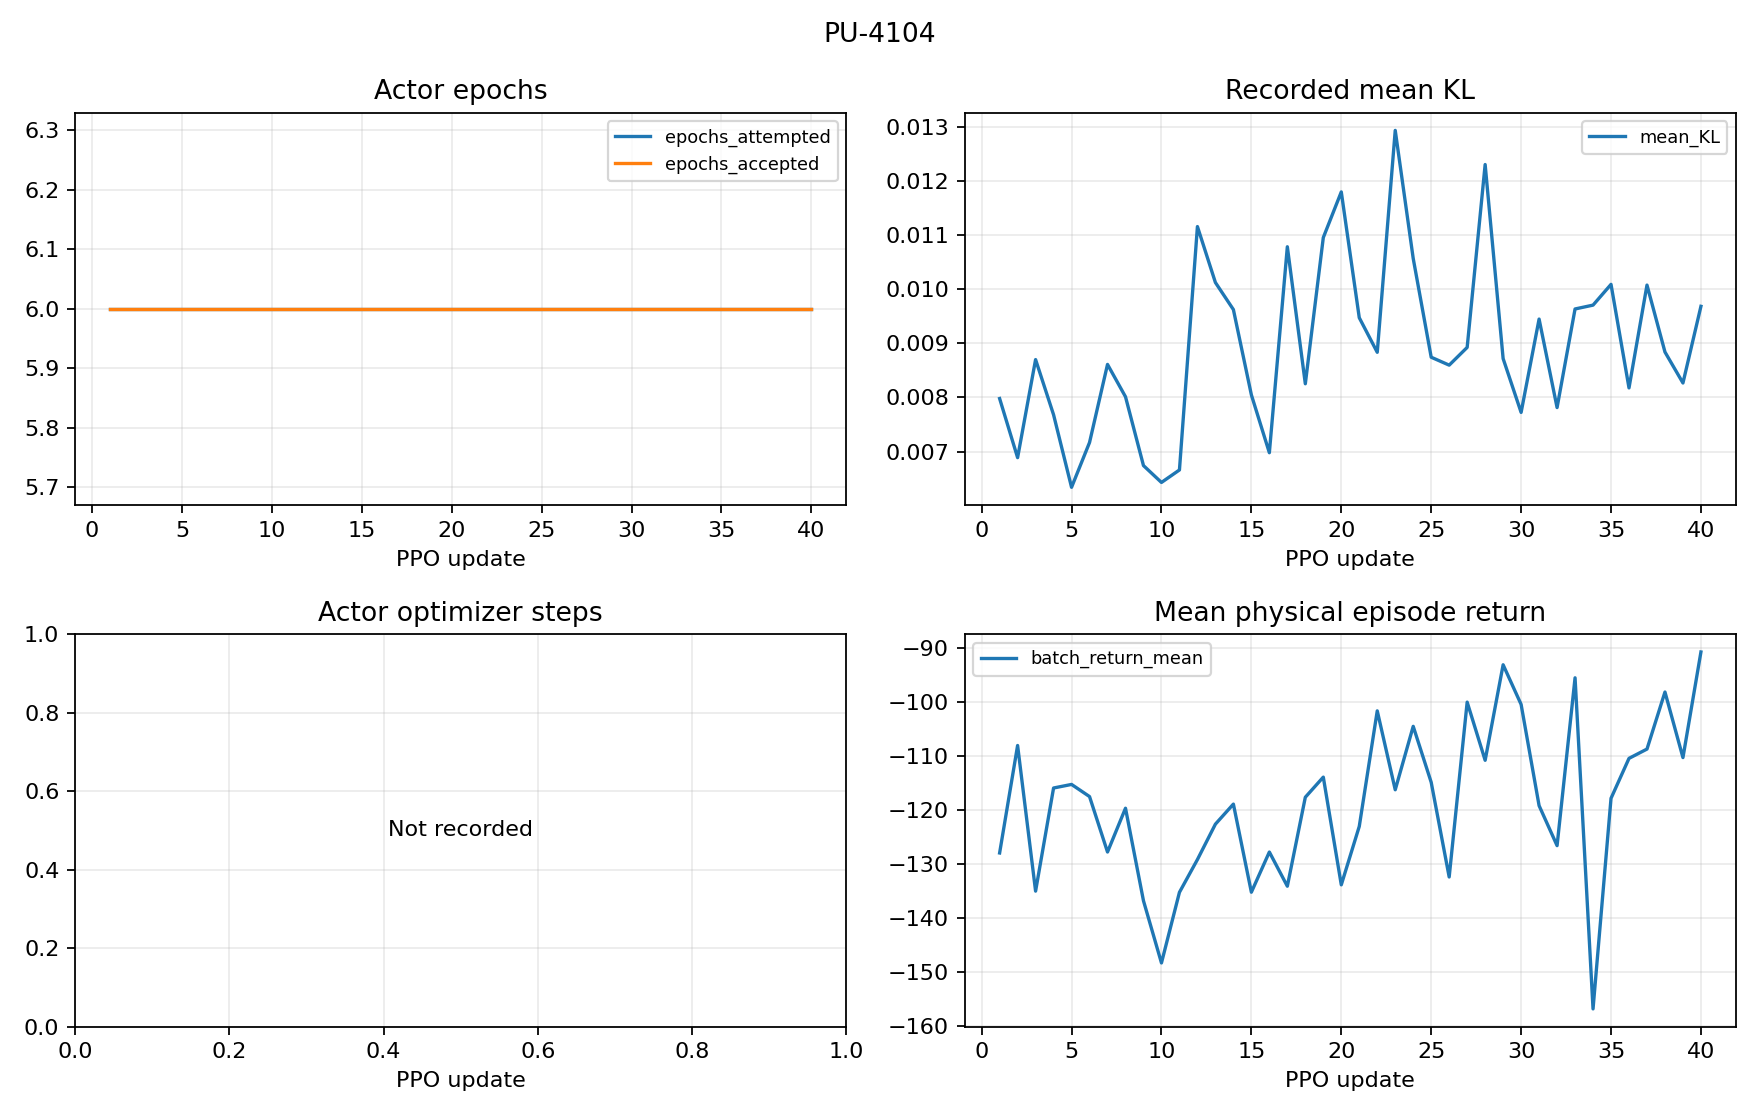 PU-4104
Actor epochs
6.3
6.2
6.1
6.0
5.9
5.8
5.7
epochs_attempted
epochs_accepted
0 5 10 15 20 25 30 35 40
PPO update
Recorded mean KL
0.013
0.012
0.011
0.010
0.009
0.008
0.007
mean_KL
0 5 10 15 20 25 30 35 40
PPO update
Actor optimizer steps
1.0
0.8
0.6
0.4
0.2
0.0
Not recorded
0.0 0.2 0.4 0.6 0.8 1.0
PPO update
Mean physical episode return
−90
−100
−110
−120
−130
−140
−150
−160
batch_return_mean
0 5 10 15 20 25 30 35 40
PPO update